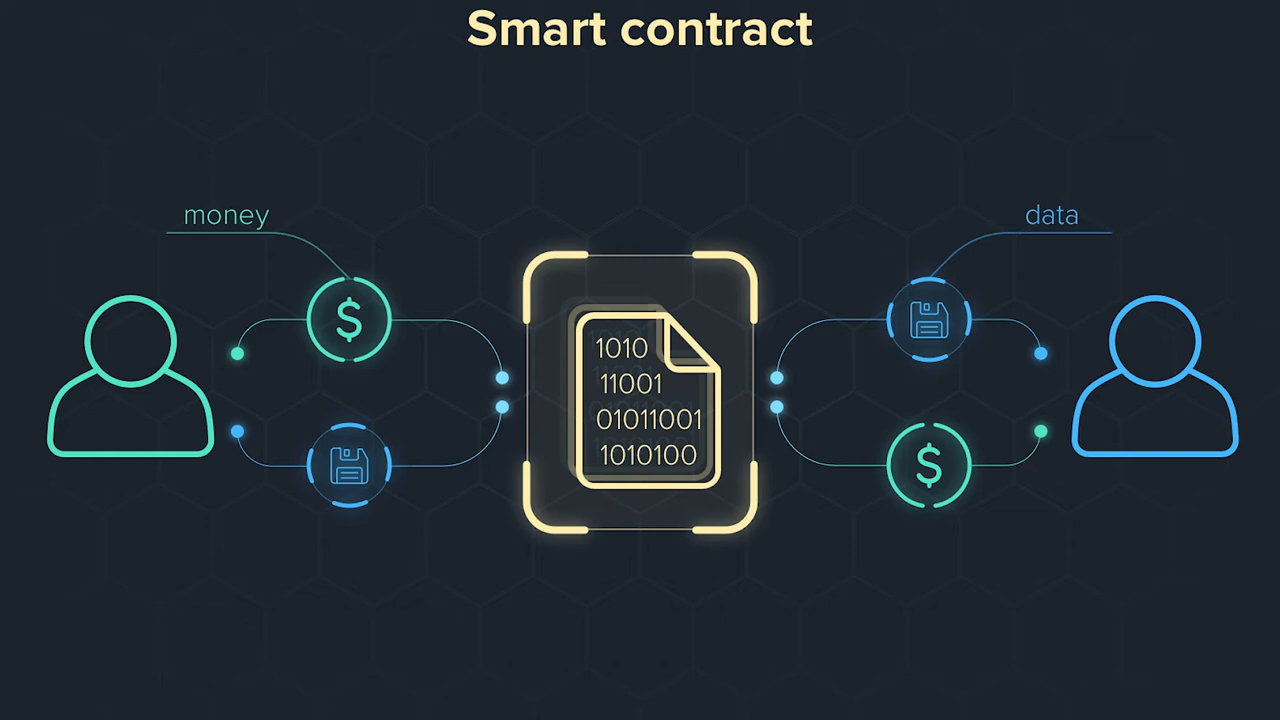 Smart contract
money
data
$
1010
11001
01011001
1010100
$